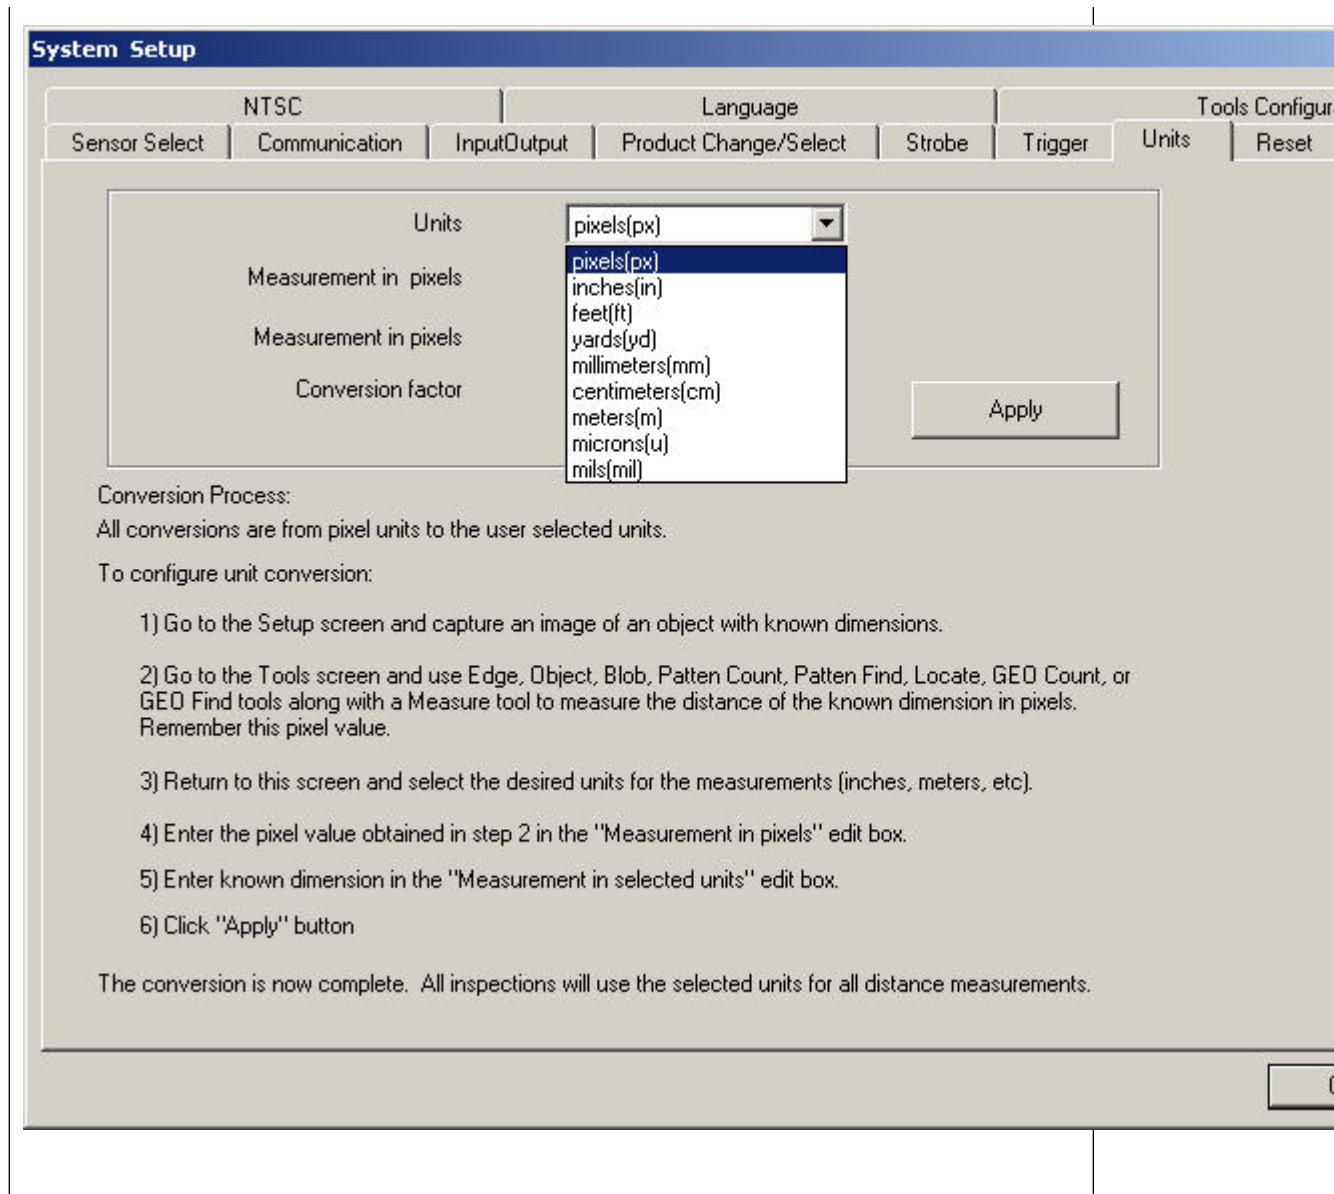 System Setup
NTSC Language Tools Configur
Sensor Select Communication InputOutput Product Change/Select Strobe Trigger Units Reset
Units pixels(px)
pixels(px)
Measurement in pixels
inches(in)
feet(ft)
Measurement in pixels
yards(yd)
millimeters(mm)
Conversion factor
centimeters(cm)
Apply
meters(m)
microns(u)
mils(mil)
Conversion Process:
All conversions are from pixel units to the user selected units.
To configure unit conversion:
1) Go to the Setup screen and capture an image of an object with known dimensions.
2) Go to the Tools screen and use Edge, Object, Blob, Patten Count, Patten Find, Locate, GEO Count, or
GEO Find tools along with a Measure tool to measure the distance of the known dimension in pixels.
Remember this pixel value.
3) Return to this screen and select the desired units for the measurements (inches, meters, etc).
4) Enter the pixel value obtained in step 2 in the "Measurement in pixels" edit box.
5) Enter known dimension in the "Measurement in selected units" edit box.
6) Click "Apply" button
The conversion is now complete. All inspections will use the selected units for all distance measurements.